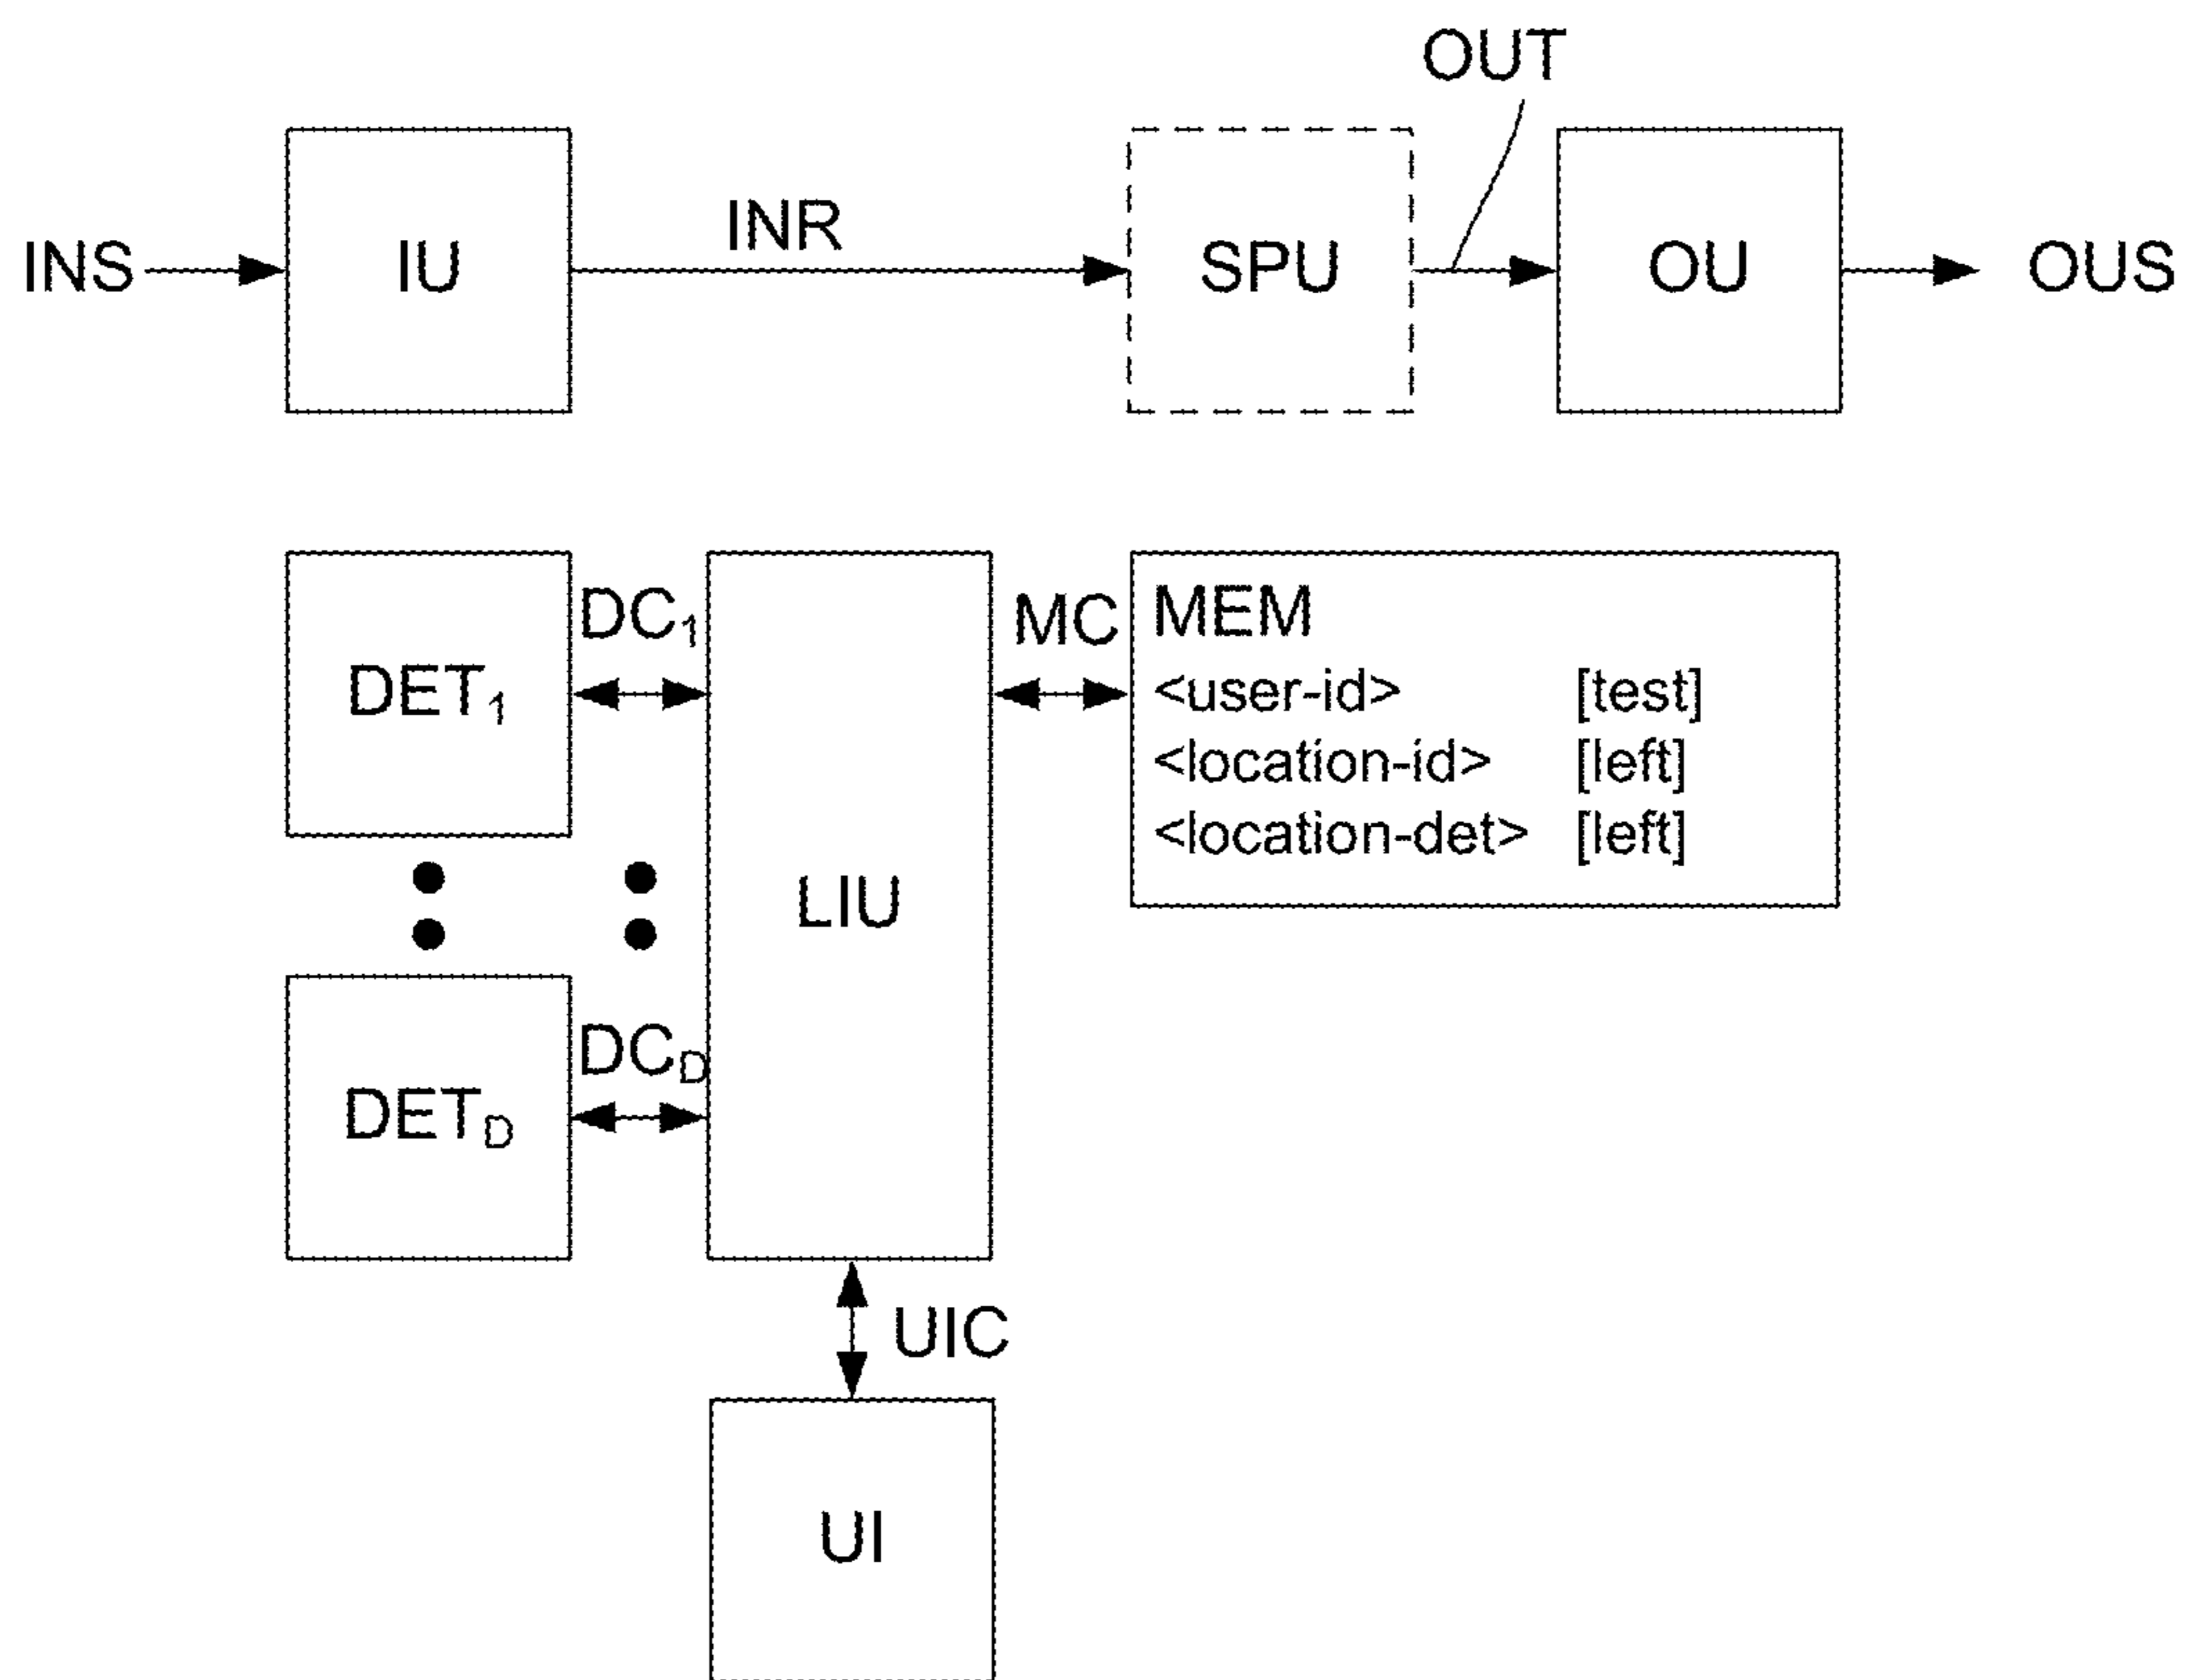 OUT
INS
IU
INR
SPU
OU
OUS
DET1
DC1
LIU
MC
MEM
<user-id> [test]
<location-id> [left]
<location-det> [left]
DETD
DCD
UIC
UI